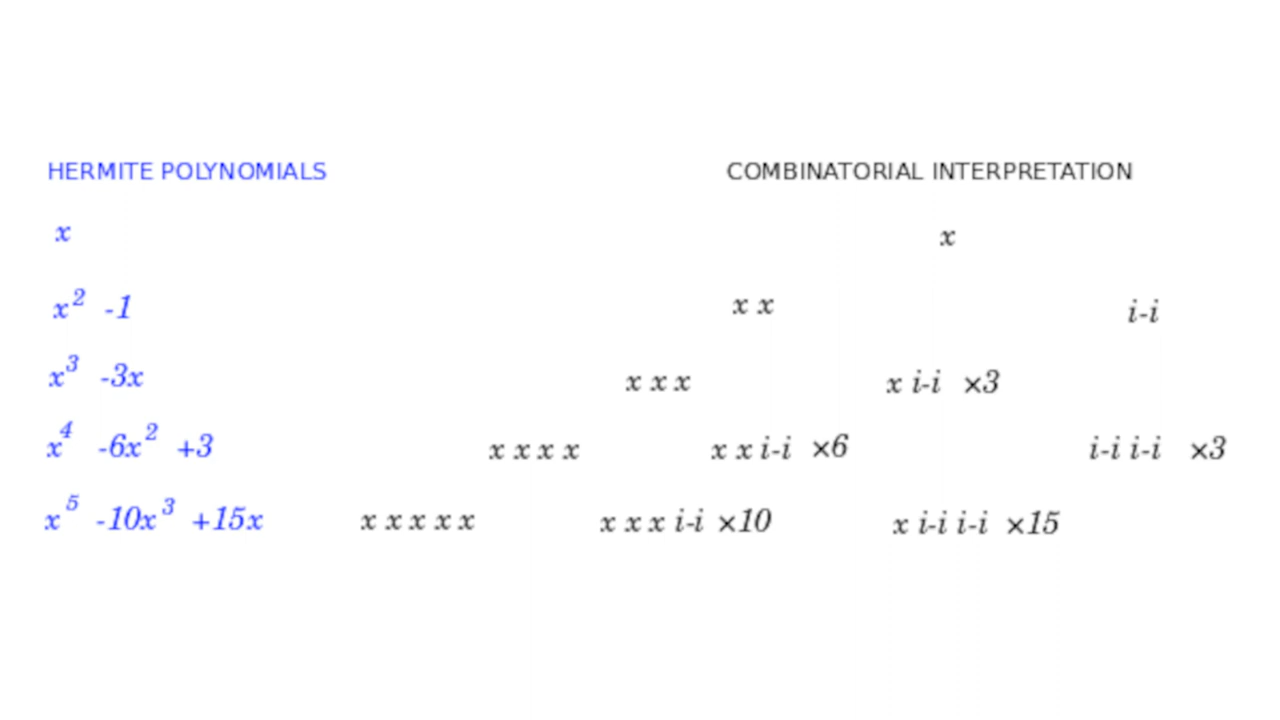 HERMITE POLYNOMIALS COMBINATORIAL INTERPRETATION
x x
x² -1 x x i-i
x³ -3x x x x x i-i ×3
x⁴ -6x² +3 x x x x x x i-i ×6 i-i i-i ×3
x⁵ -10x³ +15x x x x x x x x x i-i ×10 x i-i i-i ×15